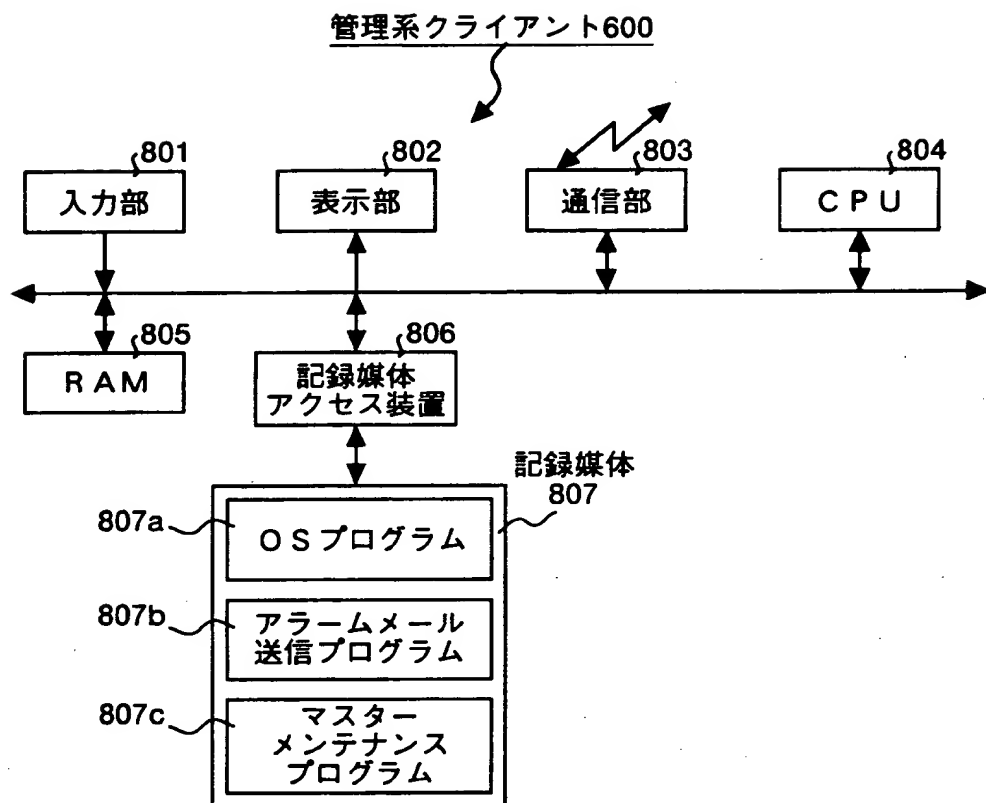 管理系クライアント600
801
802
803
804
入力部
表示部
通信部
CPU
805
806
RAM
記録媒体
アクセス装置
記録媒体
807
807a
OSプログラム
807b
アラームメール
送信プログラム
807c
マスター
メンテナンス
プログラム